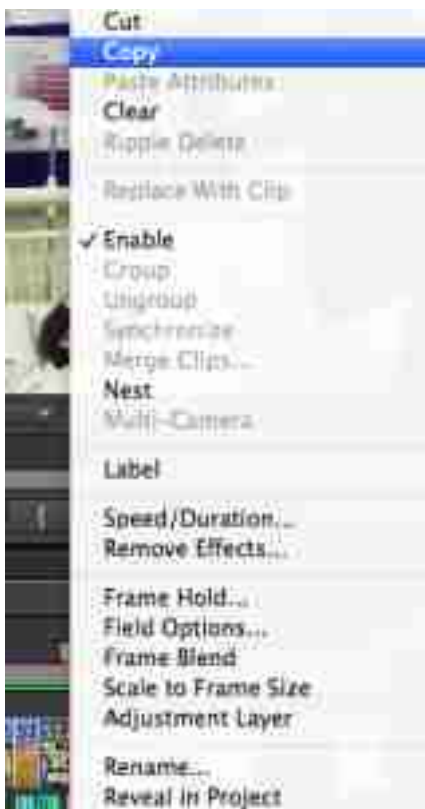 Cut
Copy
Paste Attributes
Clear
Ripple Delete
Replace With Clip
Enable
Group
Ungroup
Synchronize
Merge Clips...
Nest
Multi-Camera
Label
Speed/Duration...
Remove Effects...
Frame Hold...
Field Options...
Frame Blend
Scale to Frame Size
Adjustment Layer
Rename...
Reveal in Project